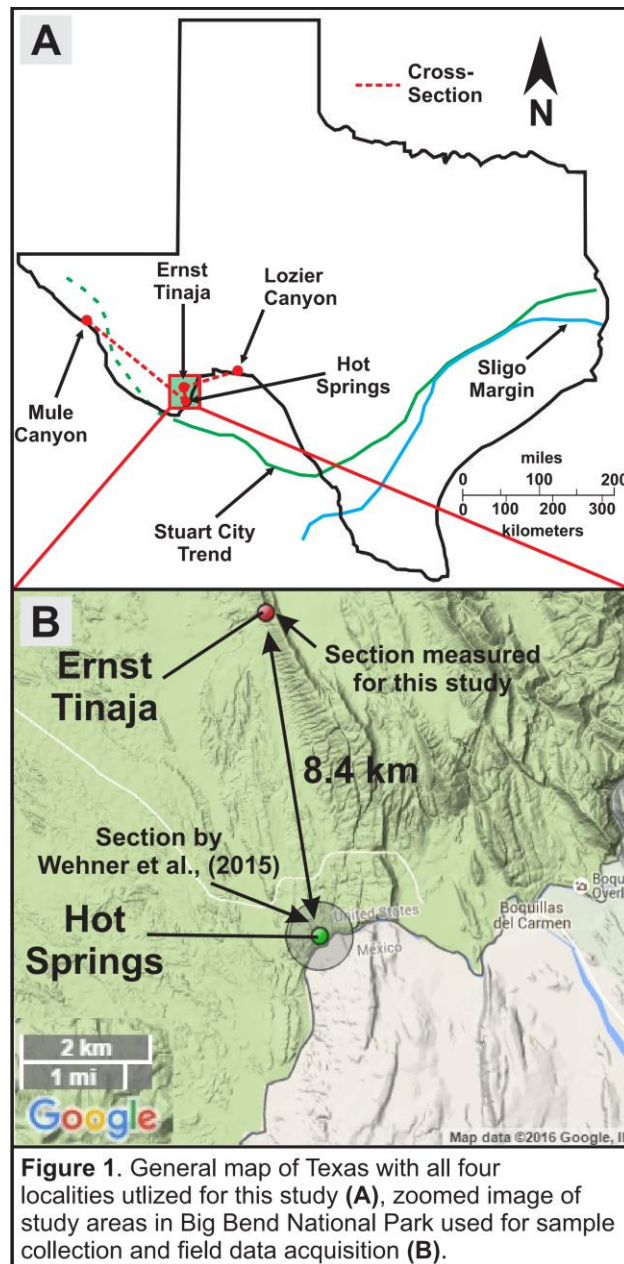 A
Cross-
Section
N
Ernst
Tinaja
Lozier
Canyon
Hot
Springs
Mule
Canyon
Sligo
Margin
Stuart City
Trend
miles
0 100 200
0 100 200 300
kilometers
B
Ernst
Tinaja
Section measured
for this study
8.4 km
Section by
Wehner et al., (2015)
Hot
Springs
United States
México
Boquillas
del Carmen
Boqu
Overl
2 km
1 mi
Google
Map data ©2016 Google, I
Figure 1. General map of Texas with all four
localities utlized for this study (A), zoomed image of
study areas in Big Bend National Park used for sample
collection and field data acquisition (B).